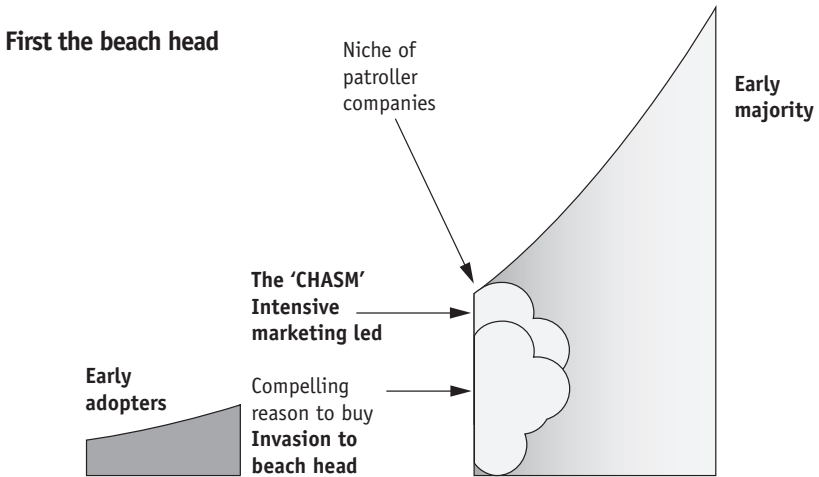 First the beach head
Niche of
patroller
companies
Early
majority
The ‘CHASM’
Intensive
marketing led
Early
adopters
Compelling
reason to buy
Invasion to
beach head